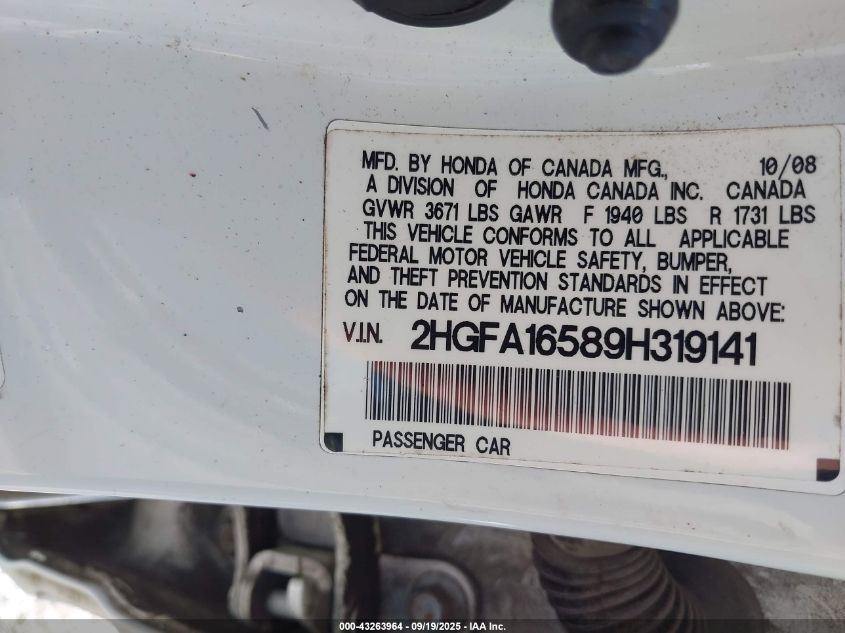 MFD. BY HONDA OF CANADA MFG., 10/08
A DIVISION OF HONDA CANADA INC. CANADA
GVWR 3671 LBS GAWR F 1940 LBS R 1731 LBS
THIS VEHICLE CONFORMS TO ALL APPLICABLE
FEDERAL MOTOR VEHICLE SAFETY, BUMPER,
AND THEFT PREVENTION STANDARDS IN EFFECT
ON THE DATE OF MANUFACTURE SHOWN ABOVE:
V.I.N. 2HGFA16589H319141
PASSENGER CAR
000-43263964 - 09/19/2025 - IAA Inc.